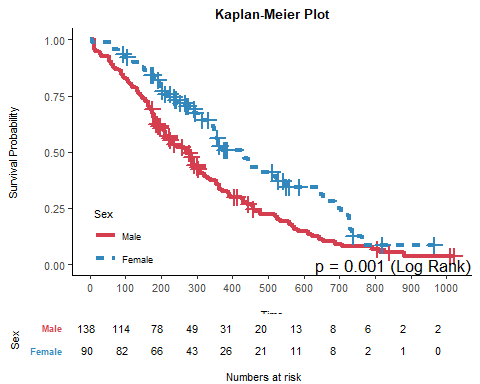 Kaplan-Meier Plot
Survival Probability
1.00
0.75
0.50
0.25
0.00
Sex
Male
Female
p = 0.001 (Log Rank)
0 100 200 300 400 500 600 700 800 900 1000
Time
Sex
Male 138 114 78 49 31 20 13 8 6 2 2
Female 90 82 66 43 26 21 11 8 2 1 0
Numbers at risk